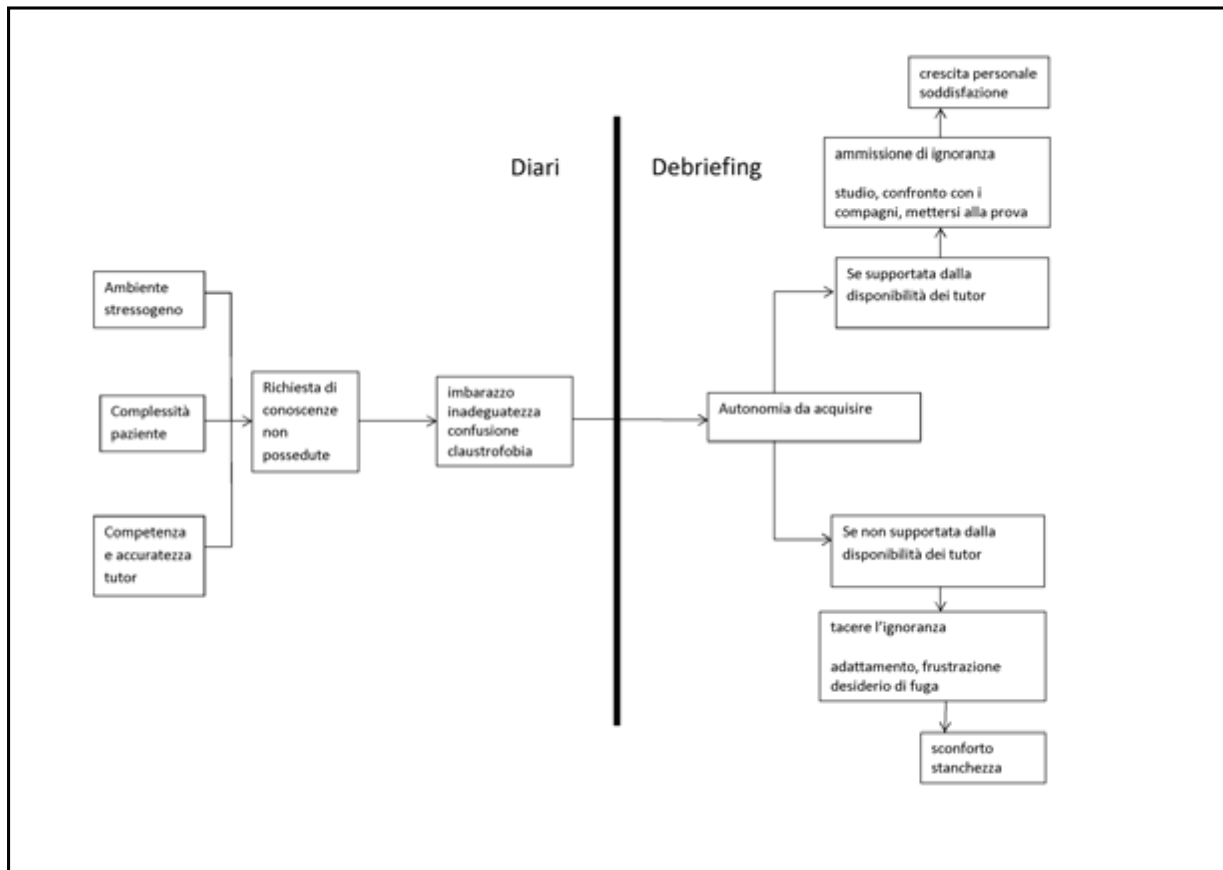 Diari
Debriefing
Ambiente
stressogeno
Complessità
paziente
Competenza
e accuratezza
tutor
Richiesta di
conoscenze
non
possedute
imbarazzo
inadeguatezza
confusione
claustrofobia
Autonomia da acquisire
crescita personale
soddisfazione
ammissione di ignoranza
studio, confronto con i
compagni, mettersi alla prova
Se supportata dalla
disponibilità dei tutor
Se non supportata dalla
disponibilità dei tutor
tacere l'ignoranza
adattamento, frustrazione
desiderio di fuga
sconforto
stanchezza